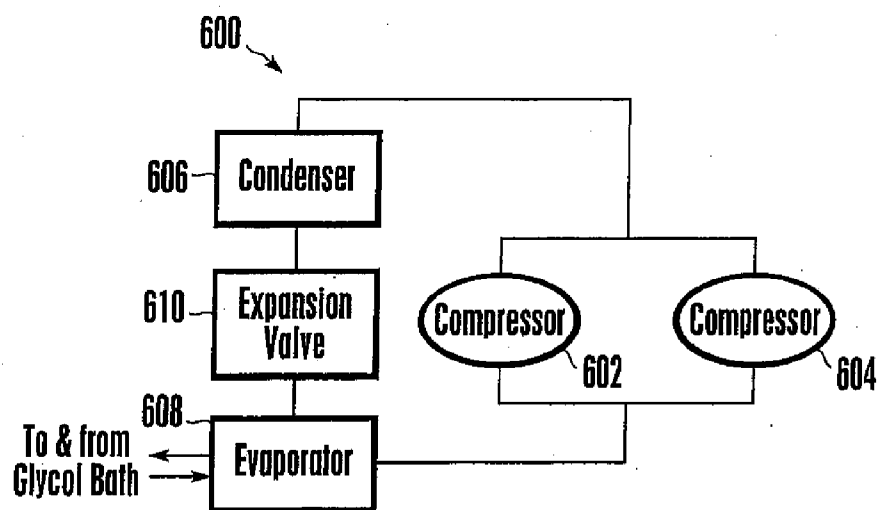 600
606
Condenser
610
Expansion
Valve
Compressor
602
Compressor
604
608
To & from
Glycol Bath
Evaporator